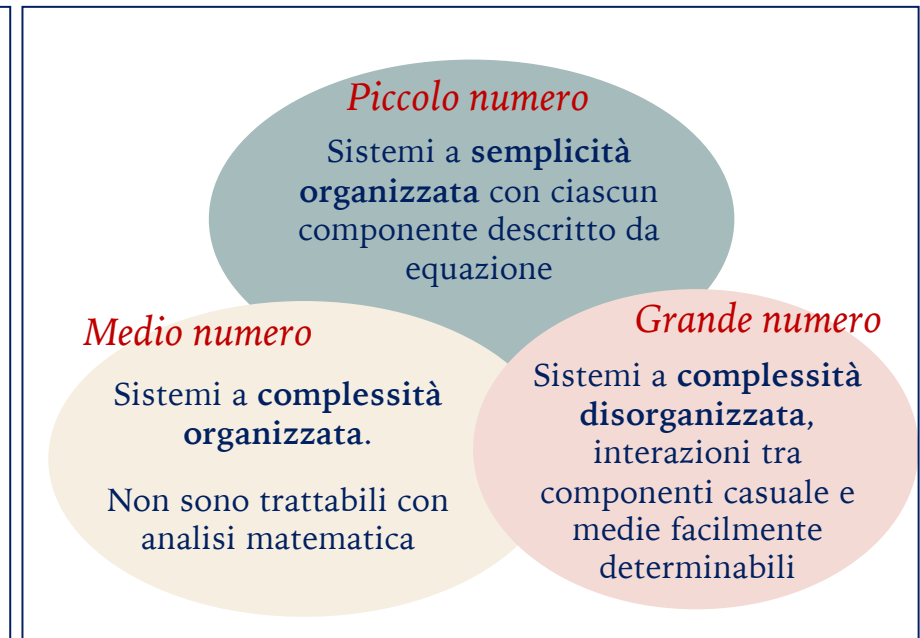 Piccolo numero
Sistemi a semplicità
organizzata con ciascun
componente descritto da
equazione
Medio numero
Sistemi a complessità
organizzata.
Non sono trattabili con
analisi matematica
Grande numero
Sistemi a complessità
disorganizzata,
interazioni tra
componenti casuale e
medie facilmente
determinabili